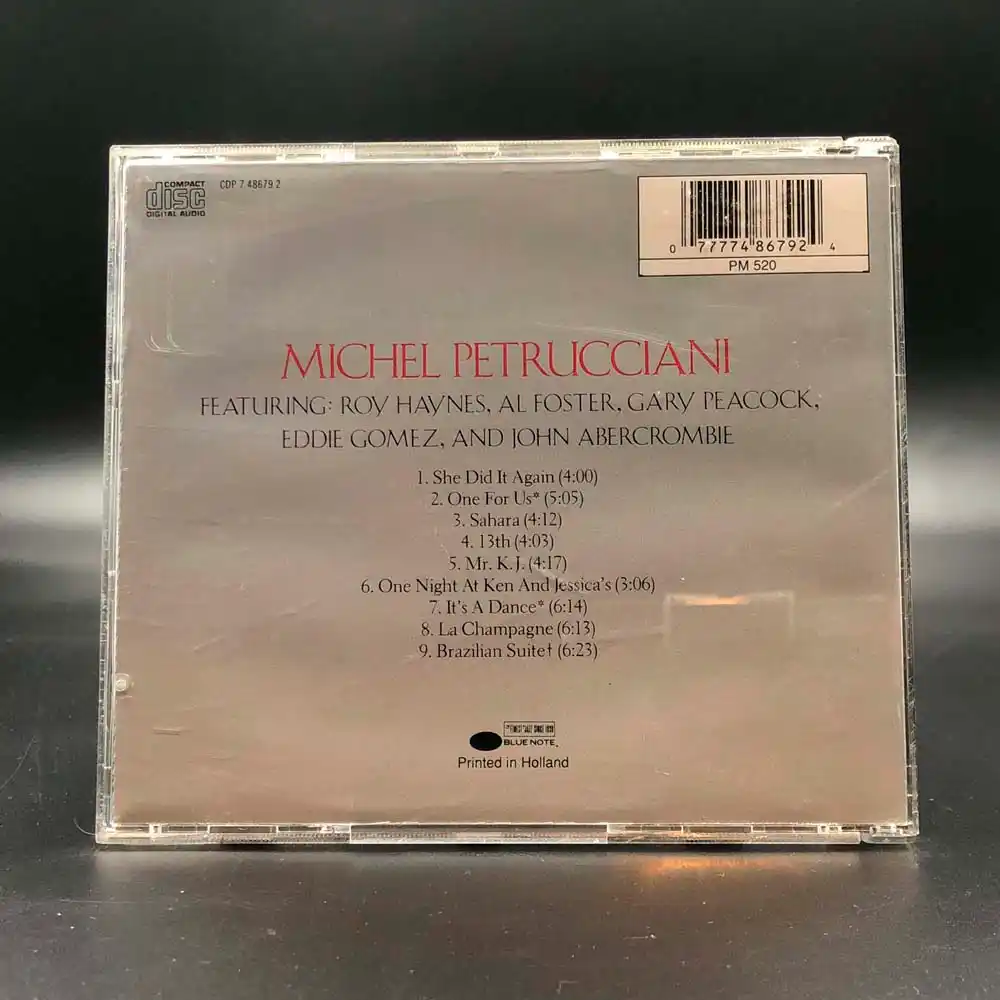 COMPACT
disc
DIGITAL AUDIO
CDP 7 48679 2
0 77774 86792 4
PM 520
MICHEL PETRUCCIANI
FEATURING: ROY HAYNES, AL FOSTER, GARY PEACOCK,
EDDIE GOMEZ, AND JOHN ABERCROMBIE
1. She Did It Again (4:00)
2. One For Us* (5:05)
3. Sahara (4:12)
4. 13th (4:03)
5. Mr. K.J. (4:17)
6. One Night At Ken And Jessica's (3:06)
7. It's A Dance* (6:14)
8. La Champagne (6:13)
9. Brazilian Suite† (6:23)
BLUE NOTE
Printed in Holland